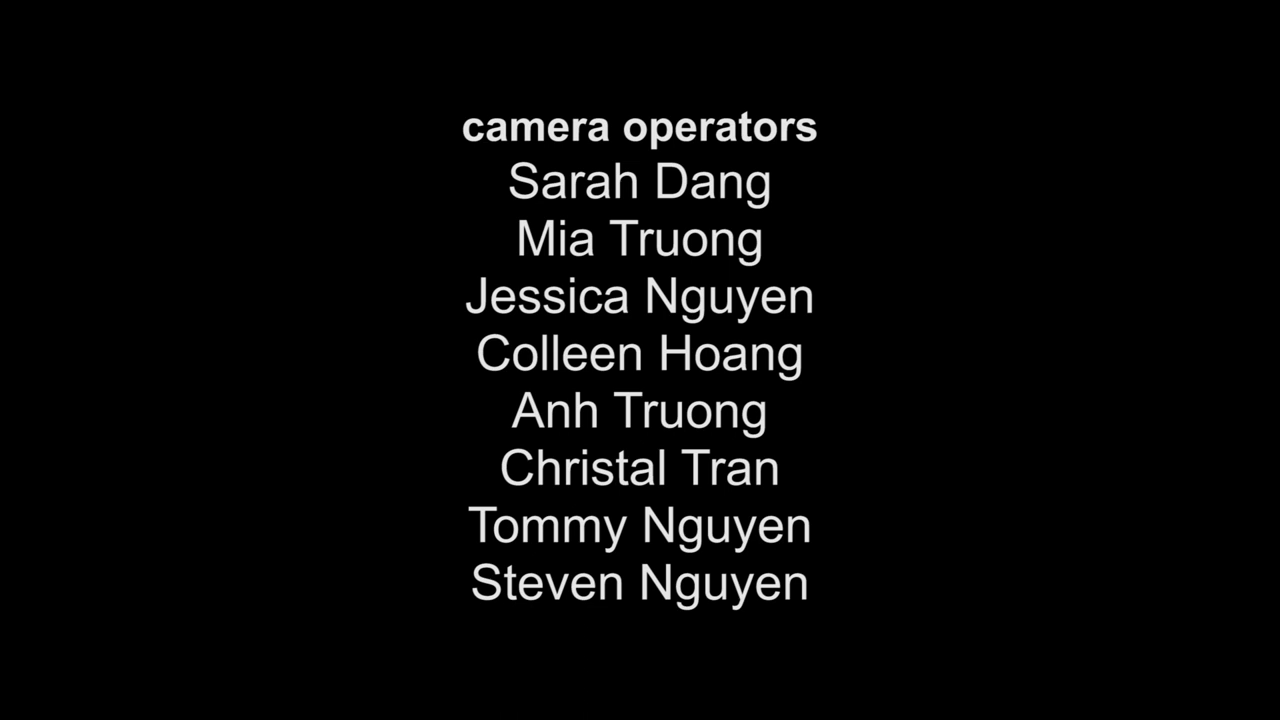 camera operators
Sarah Dang
Mia Truong
Jessica Nguyen
Colleen Hoang
Anh Truong
Christal Tran
Tommy Nguyen
Steven Nguyen